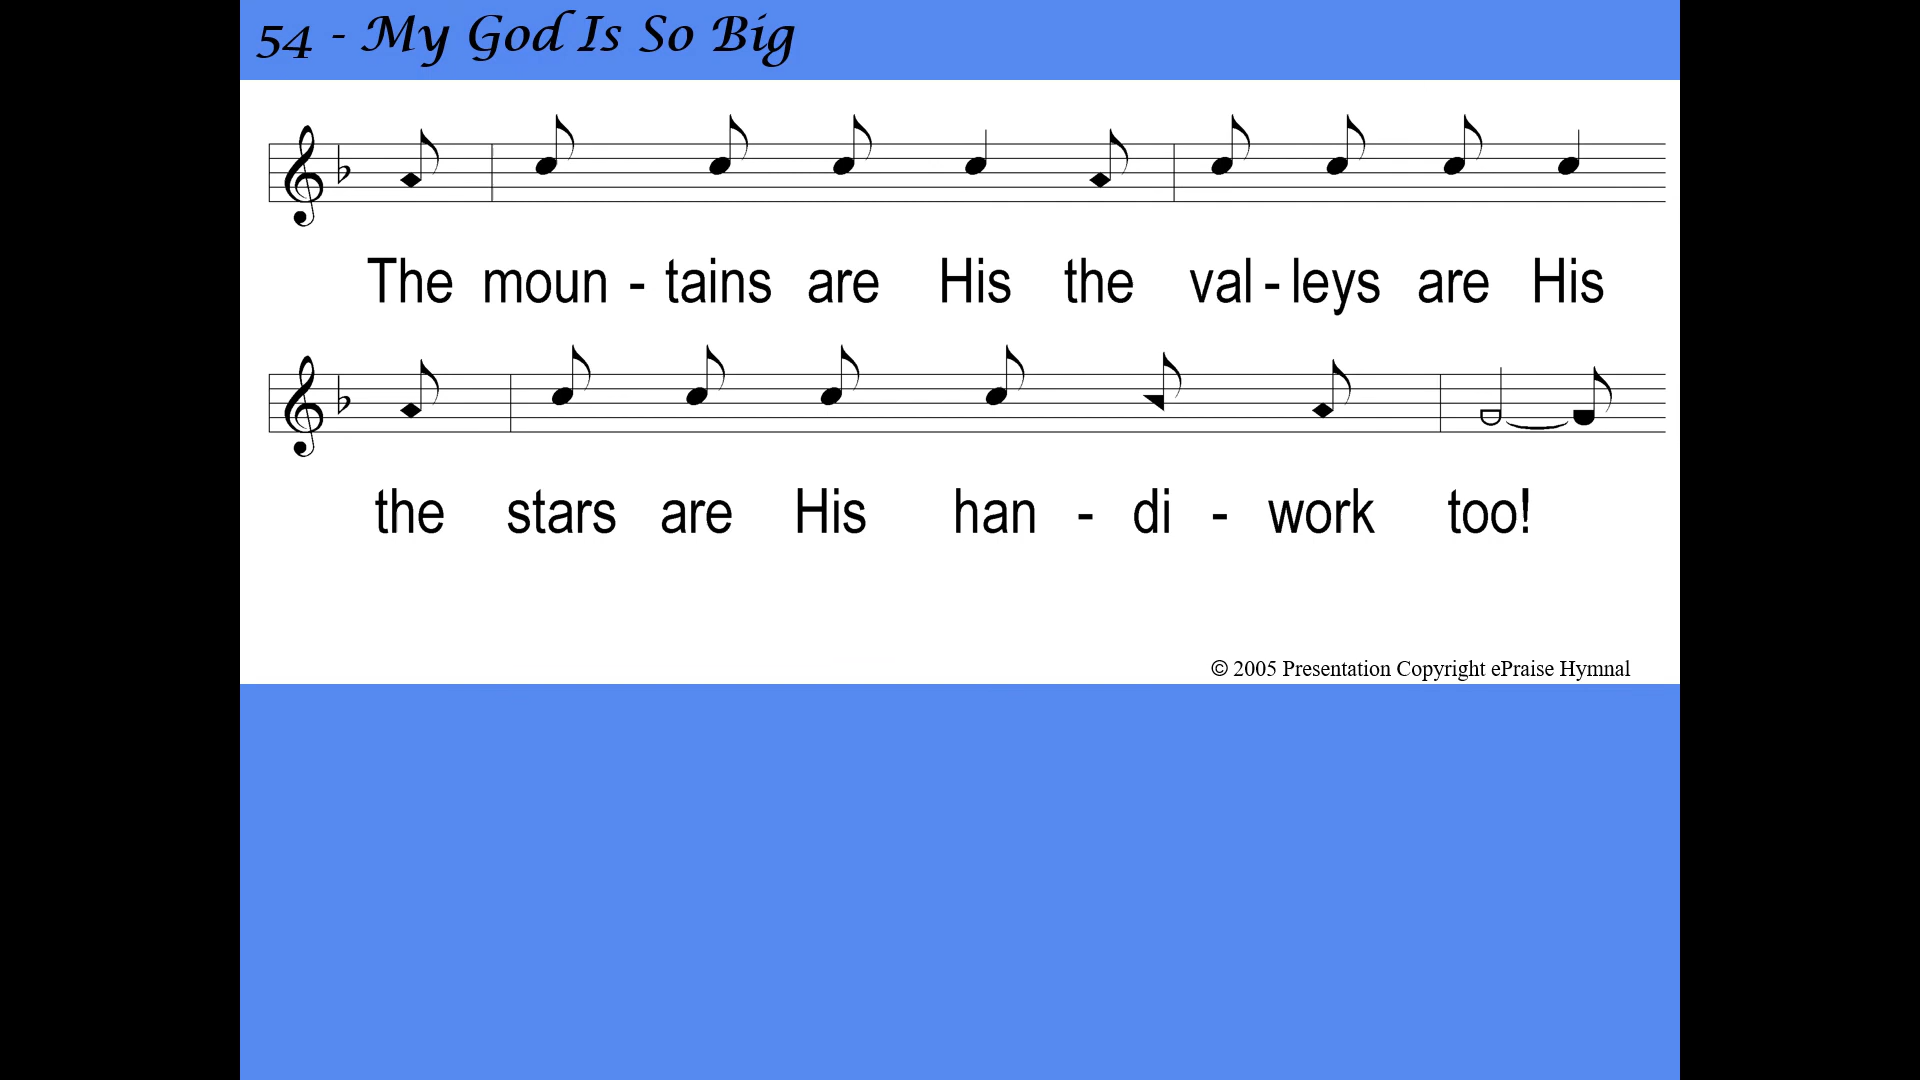 54 - My God Is So Big
The moun - tains are His the val - leys are His
the stars are His han - di - work too!
© 2005 Presentation Copyright ePraise Hymnal